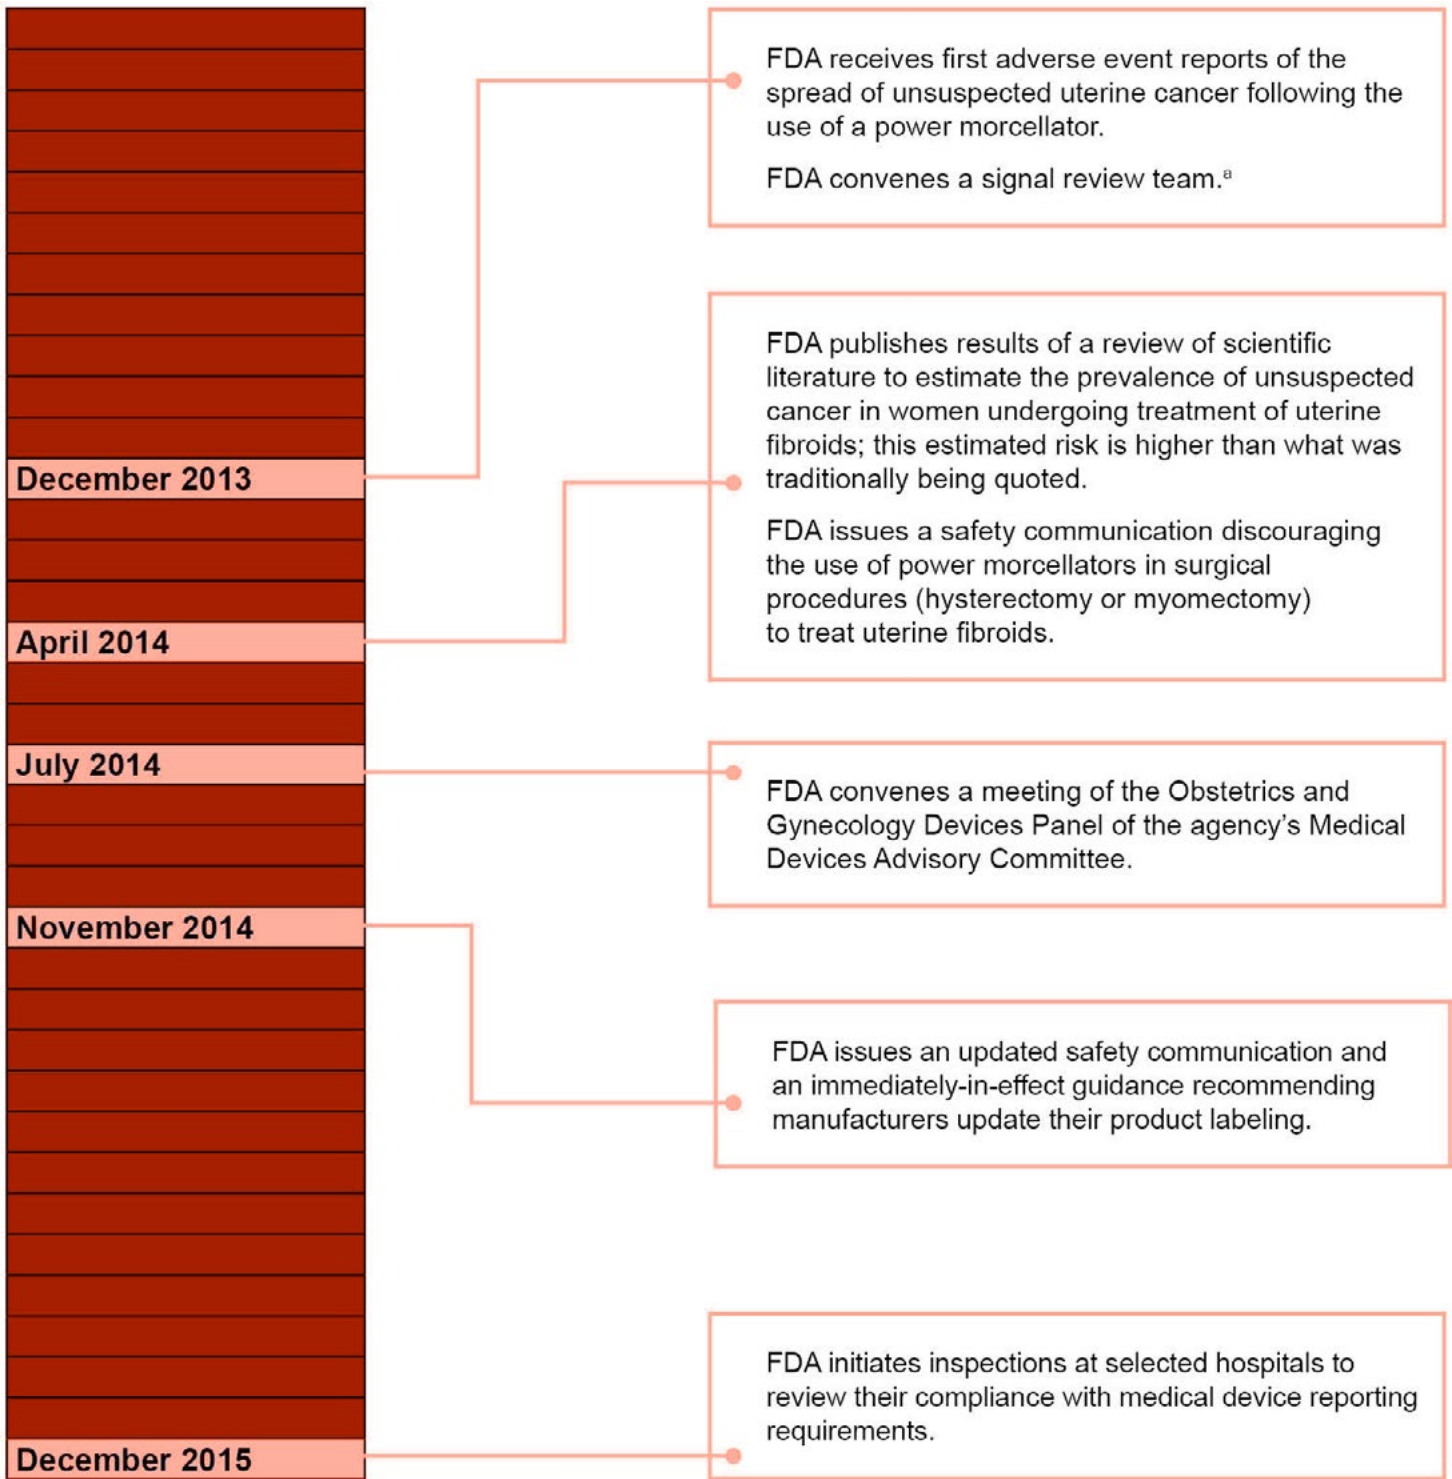 FDA receives first adverse event reports of the
spread of unsuspected uterine cancer following the
use of a power morcellator.
FDA convenes a signal review team.ᵃ
December 2013
FDA publishes results of a review of scientific
literature to estimate the prevalence of unsuspected
cancer in women undergoing treatment of uterine
fibroids; this estimated risk is higher than what was
traditionally being quoted.
FDA issues a safety communication discouraging
the use of power morcellators in surgical
procedures (hysterectomy or myomectomy)
to treat uterine fibroids.
April 2014
July 2014
FDA convenes a meeting of the Obstetrics and
Gynecology Devices Panel of the agency’s Medical
Devices Advisory Committee.
November 2014
FDA issues an updated safety communication and
an immediately-in-effect guidance recommending
manufacturers update their product labeling.
FDA initiates inspections at selected hospitals to
review their compliance with medical device reporting
requirements.
December 2015